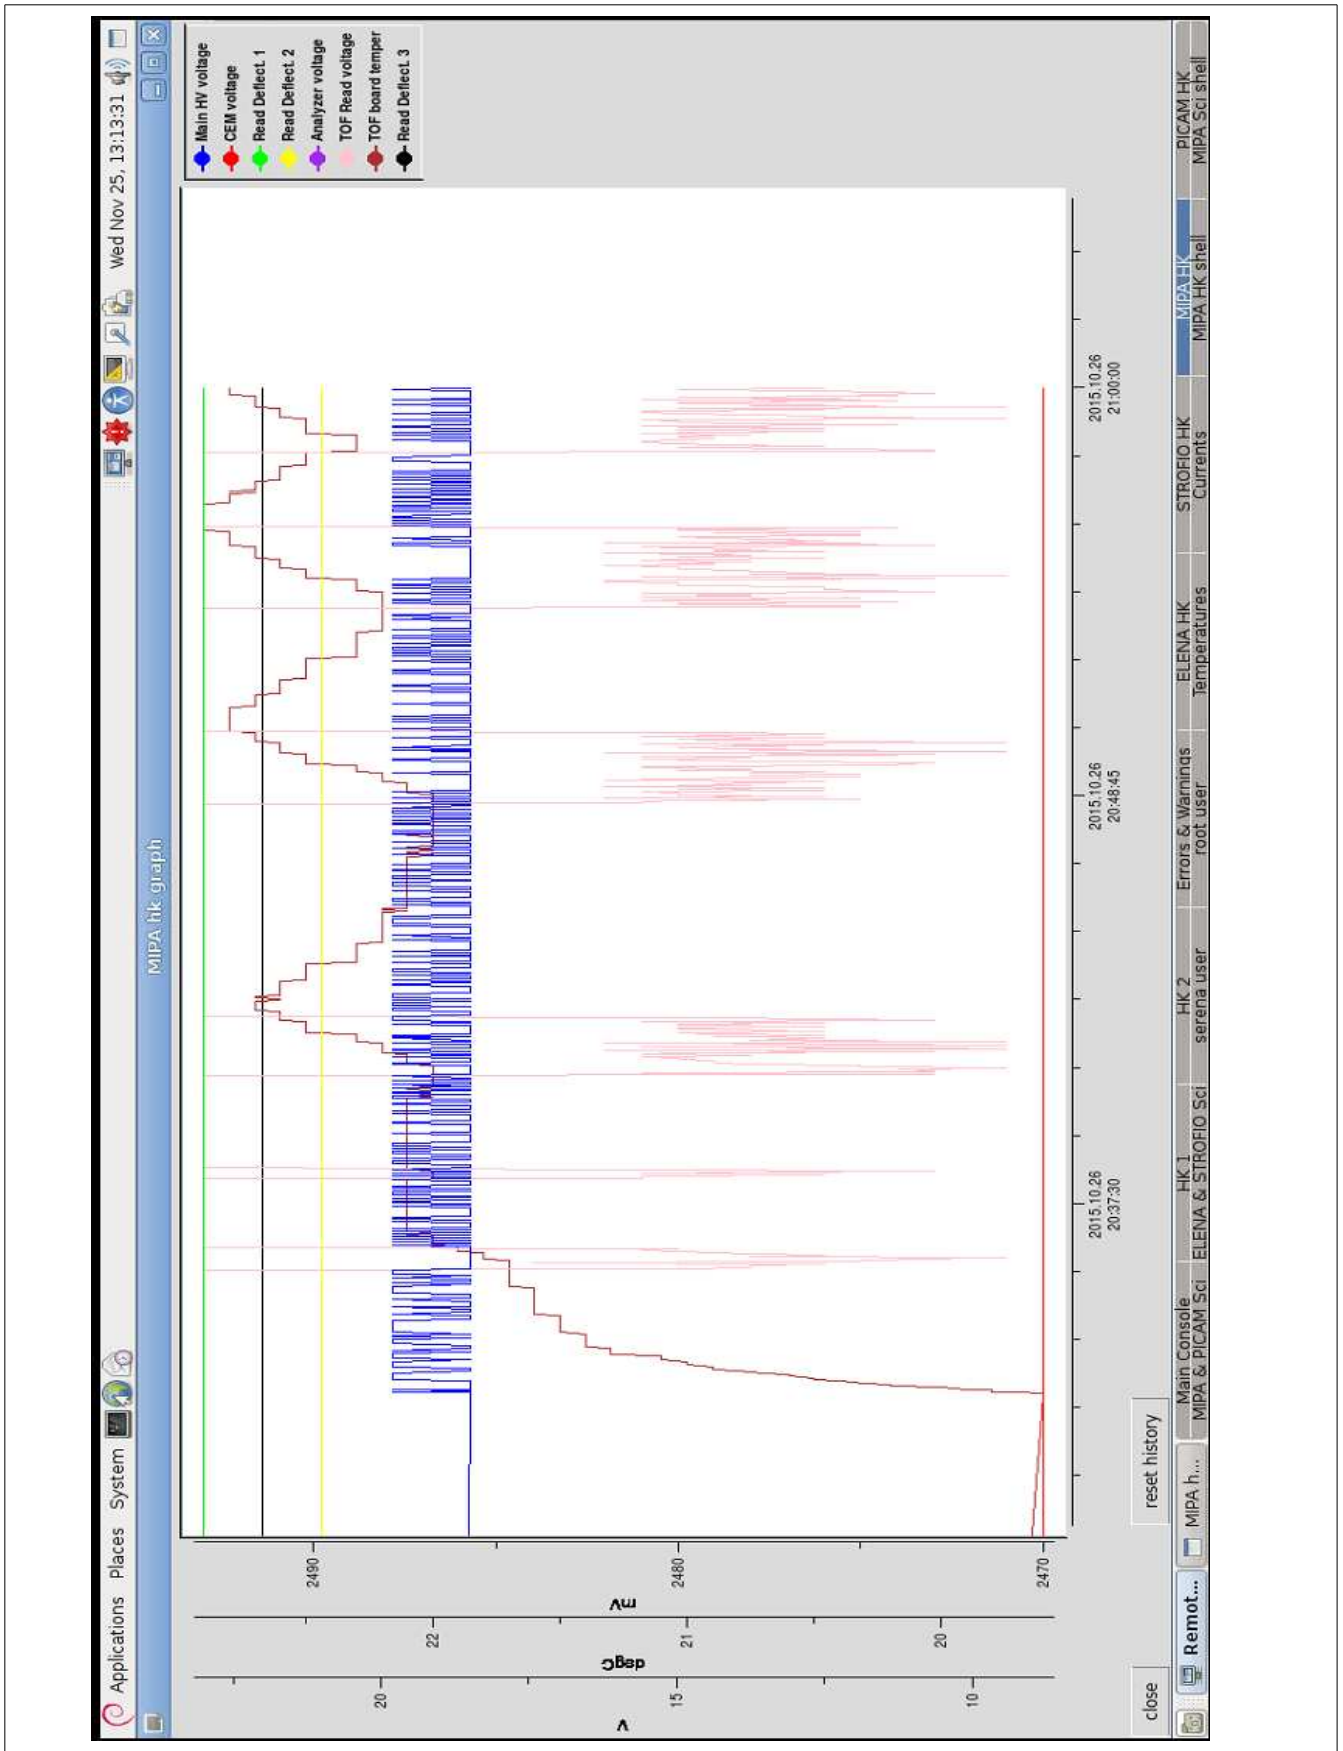 Applications Places System
Wed Nov 25, 13:13:31
MIPA hk graph
Main HV voltage
CEM voltage
Read Deflect. 1
Read Deflect. 2
Analyzer voltage
TOF Read voltage
TOF board temper
Read Deflect. 3
V
20
15
10
dsgC
22
21
20
mV
2490
2480
2470
2015.10.26
20:37:30
2015.10.26
20:48:45
2015.10.26
21:00:00
close
reset history
Remot...
MIPA h...
Main Console
HK 1
HK 2
Errors & Warnings
ELENA HK
STROFIO HK
MIPA HK
PICAM HK
MIPA & PICAM Sci
ELENA & STROFIO Sci
serena user
root user
Temperatures
Currents
MIPA HK shell
MIPA Sci shell